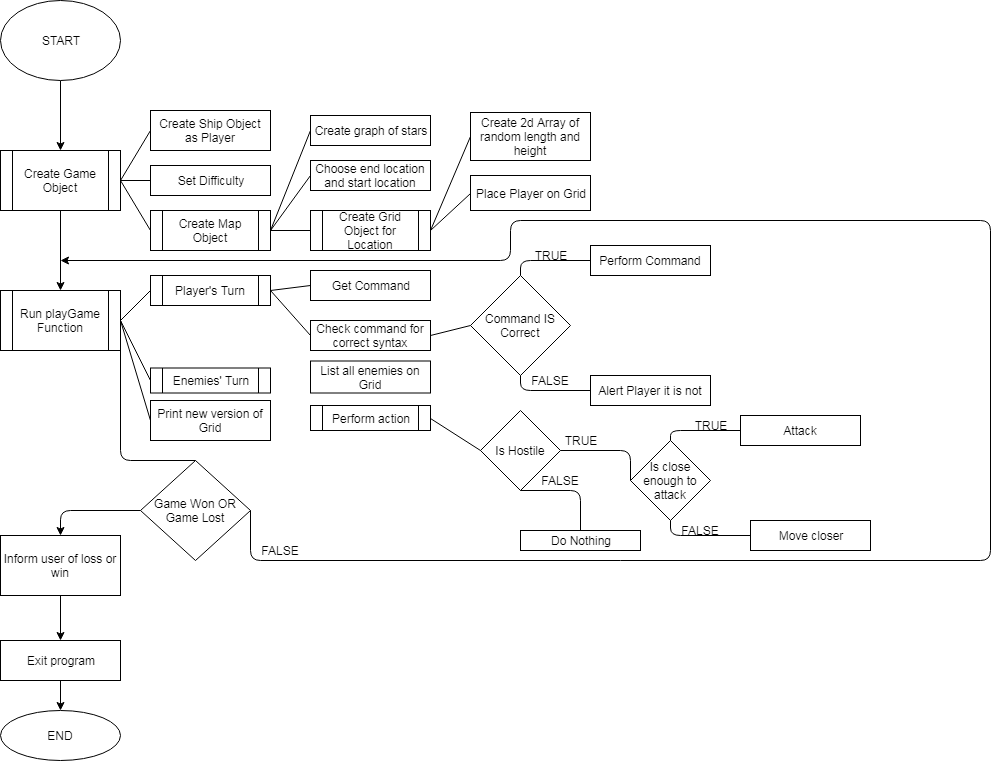 START
Create Ship Object
as Player
Create Game
Object
Set Difficulty
Create Map
Object
Create graph of stars
Choose end location
and start location
Create Grid
Object for
Location
Create 2d Array of
random length and
height
Place Player on Grid
Run playGame
Function
Player's Turn
Get Command
Check command for
correct syntax
Command IS
Correct
TRUE
Perform Command
FALSE
Alert Player it is not
Enemies' Turn
List all enemies on
Grid
Print new version of
Grid
Perform action
Is Hostile
TRUE
FALSE
Do Nothing
Is close
enough to
attack
TRUE
Attack
FALSE
Move closer
Game Won OR
Game Lost
FALSE
Inform user of loss or
win
Exit program
END